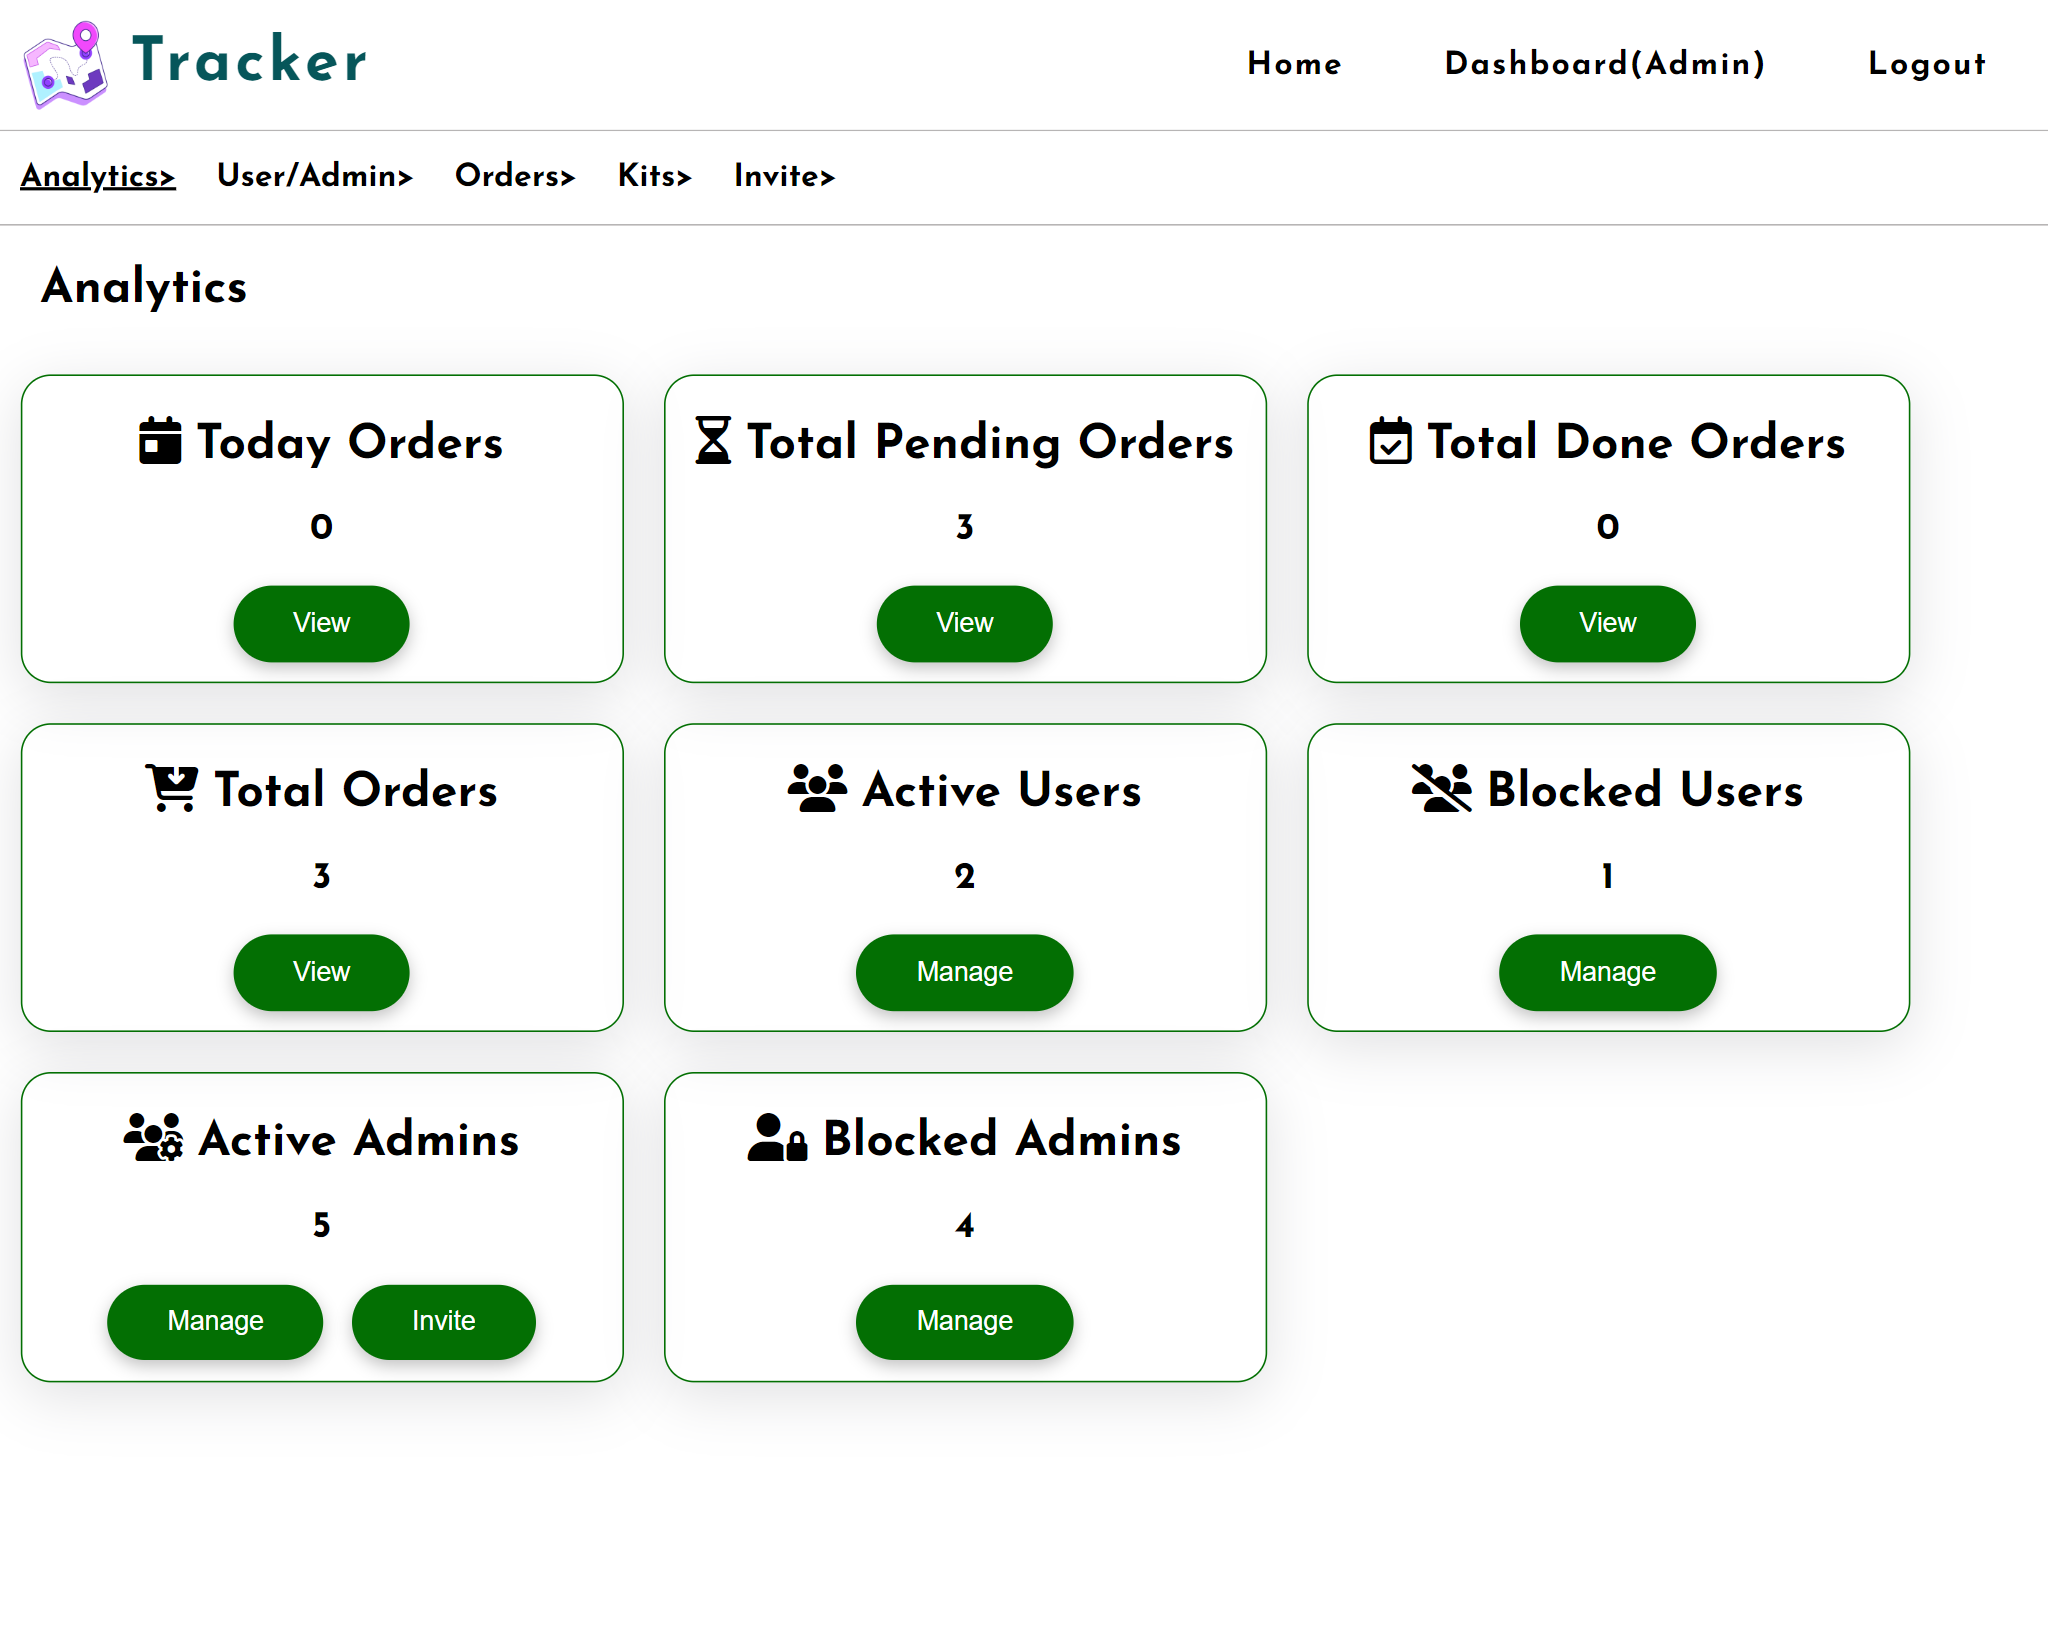 Tracker
Home Dashboard(Admin) Logout
Analytics> User/Admin> Orders> Kits> Invite>
Analytics
Today Orders
0
View
Total Pending Orders
3
View
Total Done Orders
0
View
Total Orders
3
View
Active Users
2
Manage
Blocked Users
1
Manage
Active Admins
5
Manage Invite
Blocked Admins
4
Manage